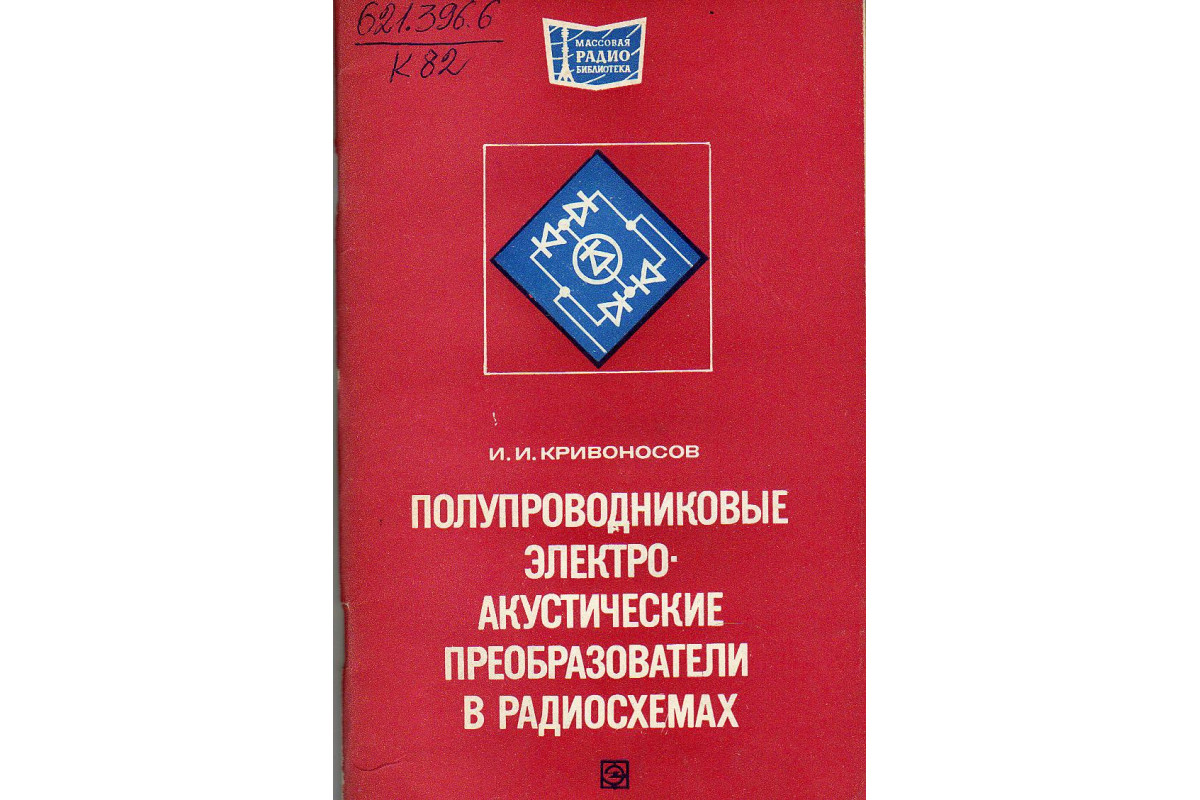 621.396.6
К 82
МАССОВАЯ
РАДИО
БИБЛИОТЕКА
И. И. КРИВОНОСОВ
ПОЛУПРОВОДНИКОВЫЕ
ЭЛЕКТРО-
АКУСТИЧЕСКИЕ
ПРЕОБРАЗОВАТЕЛИ
В РАДИОСХЕМАХ